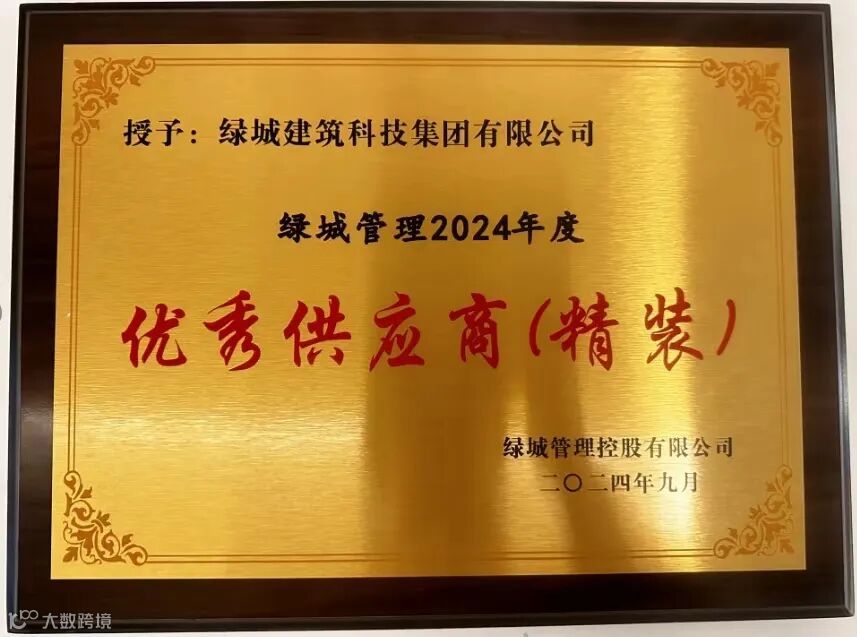 授予：绿城建筑科技集团有限公司
绿城管理2024年度
优秀供应商(精装)
绿城管理控股有限公司
二〇二四年九月
大数跨境